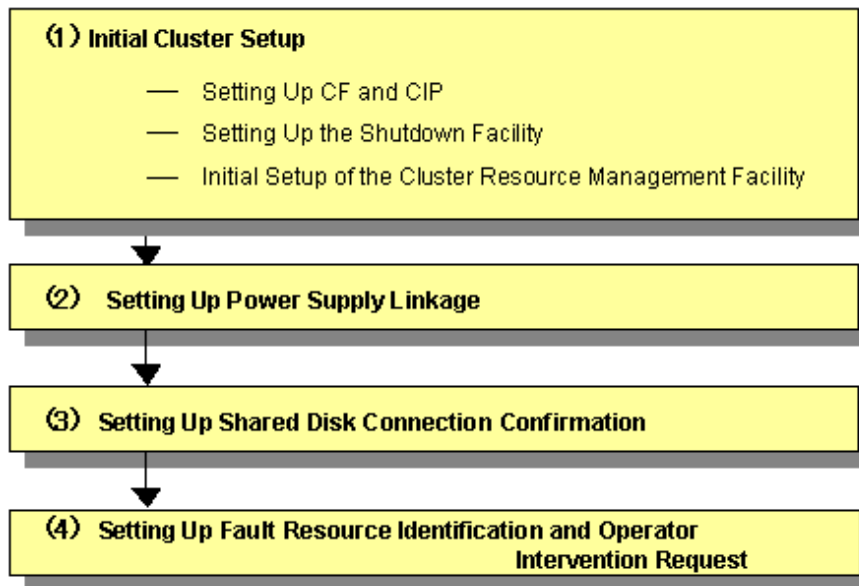 (1) Initial Cluster Setup
— Setting Up CF and CIP
— Setting Up the Shutdown Facility
— Initial Setup of the Cluster Resource Management Facility
(2) Setting Up Power Supply Linkage
(3) Setting Up Shared Disk Connection Confirmation
(4) Setting Up Fault Resource Identification and Operator
Intervention Request